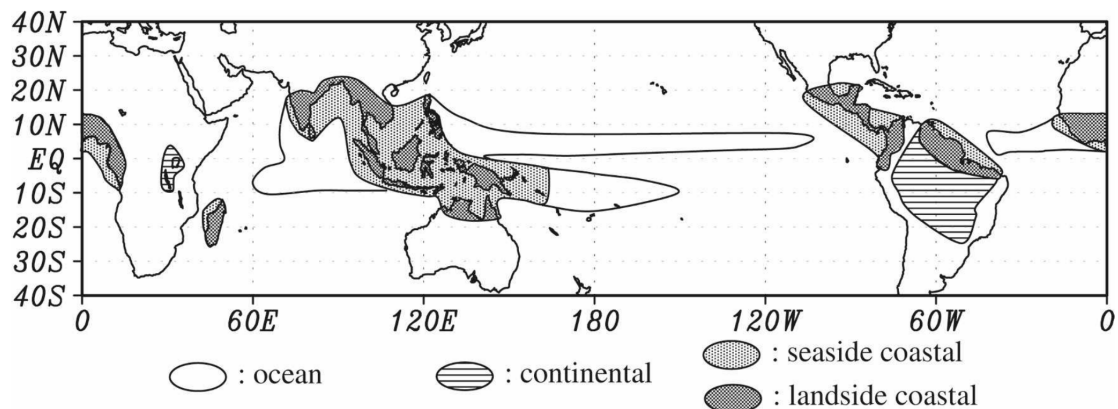 40N
30N
20N
10N
EQ
10S
20S
30S
40S
0 60E 120E 180 120W 60W 0
: ocean : continental : seaside coastal
: landside coastal